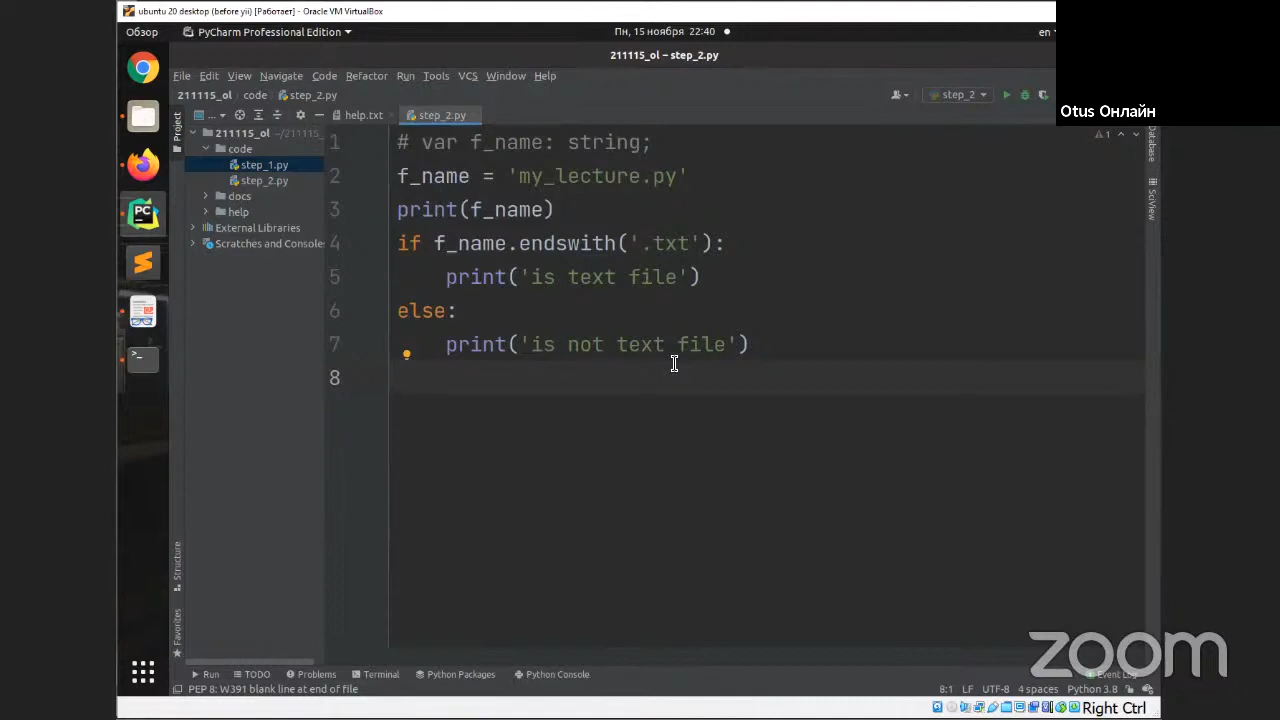 ubuntu 20 desktop (before yii) [Работает] - Oracle VM VirtualBox
Обзор PyCharm Professional Edition Пн, 15 ноября 22:40 en
211115_ol – step_2.py
Otus Онлайн
File Edit View Navigate Code Refactor Run Tools VCS Window Help
211115_ol code step_2.py step_2
... help.txt step_2.py
Project
211115_ol ~/211115_
code
step_1.py
step_2.py
docs
help
External Libraries
Scratches and Console
1 # var f_name: string;
2 f_name = 'my_lecture.py'
3 print(f_name)
4 if f_name.endswith('.txt'):
5 print('is text file')
6 else:
7 print('is not text file')
8
1
Database
SciView
Structure
Favorites
zoom
Run TODO Problems Terminal Python Packages Python Console Event Log
PEP 8: W391 blank line at end of file 8:1 LF UTF-8 4 spaces Python 3.8
Right Ctrl